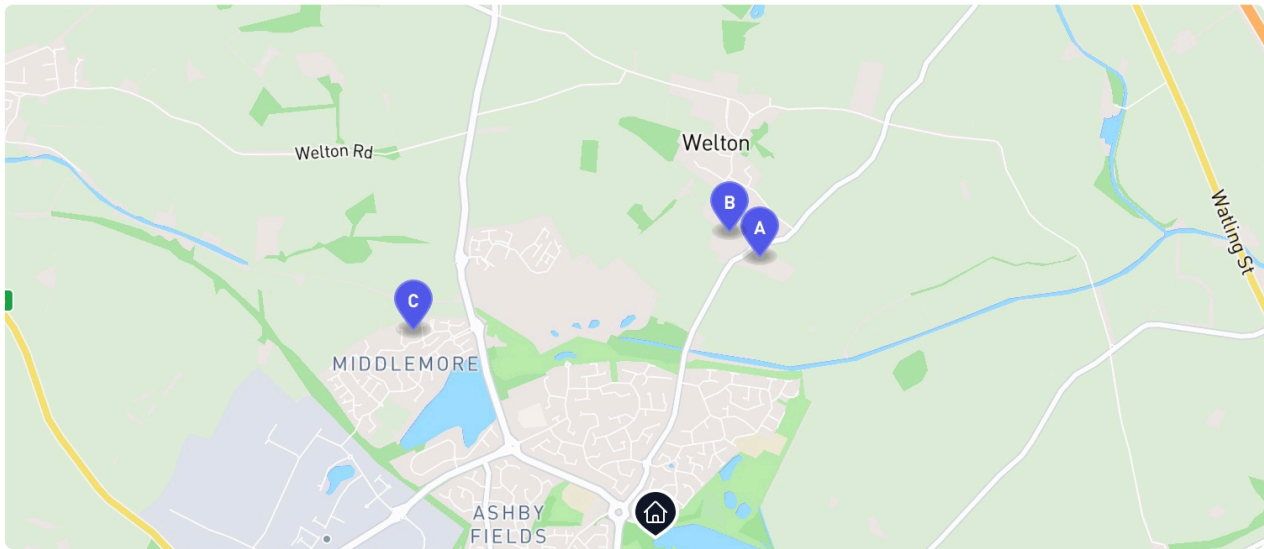 Welton
Welton Rd
B
A
Watling St
C
MIDDLEMORE
ASHBY
FIELDS